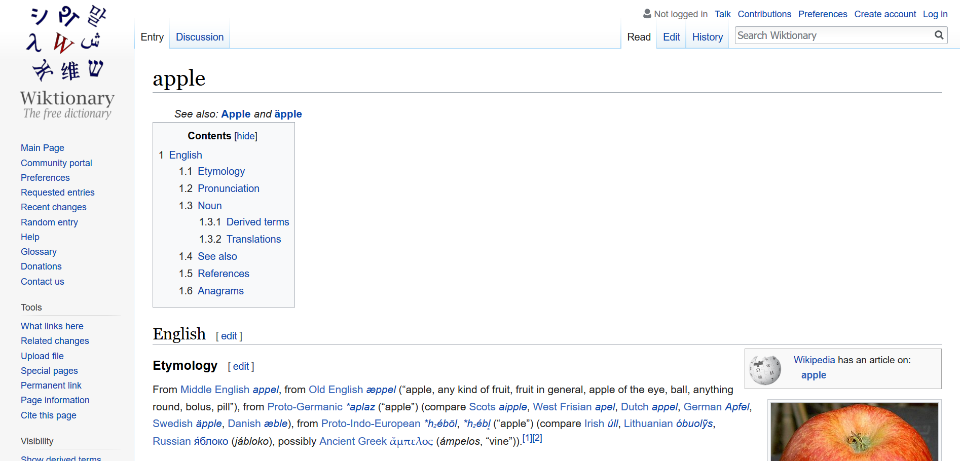 Not logged in Talk Contributions Preferences Create account Log in
Entry Discussion Read Edit History Search Wiktionary
シ 말
W
维 ש
Wiktionary
The free dictionary
Main Page
Community portal
Preferences
Requested entries
Recent changes
Random entry
Help
Glossary
Donations
Contact us
Tools
What links here
Related changes
Upload file
Special pages
Permanent link
Page information
Cite this page
Visibility
Show derived terms
apple
See also: Apple and äpple
Contents [hide]
1 English
1.1 Etymology
1.2 Pronunciation
1.3 Noun
1.3.1 Derived terms
1.3.2 Translations
1.4 See also
1.5 References
1.6 Anagrams
English [ edit ]
Etymology [ edit ]
From Middle English appel, from Old English æppel (“apple, any kind of fruit, fruit in general, apple of the eye, ball, anything
round, bolus, pill”), from Proto-Germanic *aplaz (“apple”) (compare Scots aipple, West Frisian apel, Dutch appel, German Apfel,
Swedish äpple, Danish æble), from Proto-Indo-European *h₂ébōl, *h₂ébl̥ (“apple”) (compare Irish úll, Lithuanian óbuolỹs,
Russian я́блоко (jábloko), possibly Ancient Greek ἄμπελος (ámpelos, “vine”)).[1][2]
Wikipedia has an article on:
apple